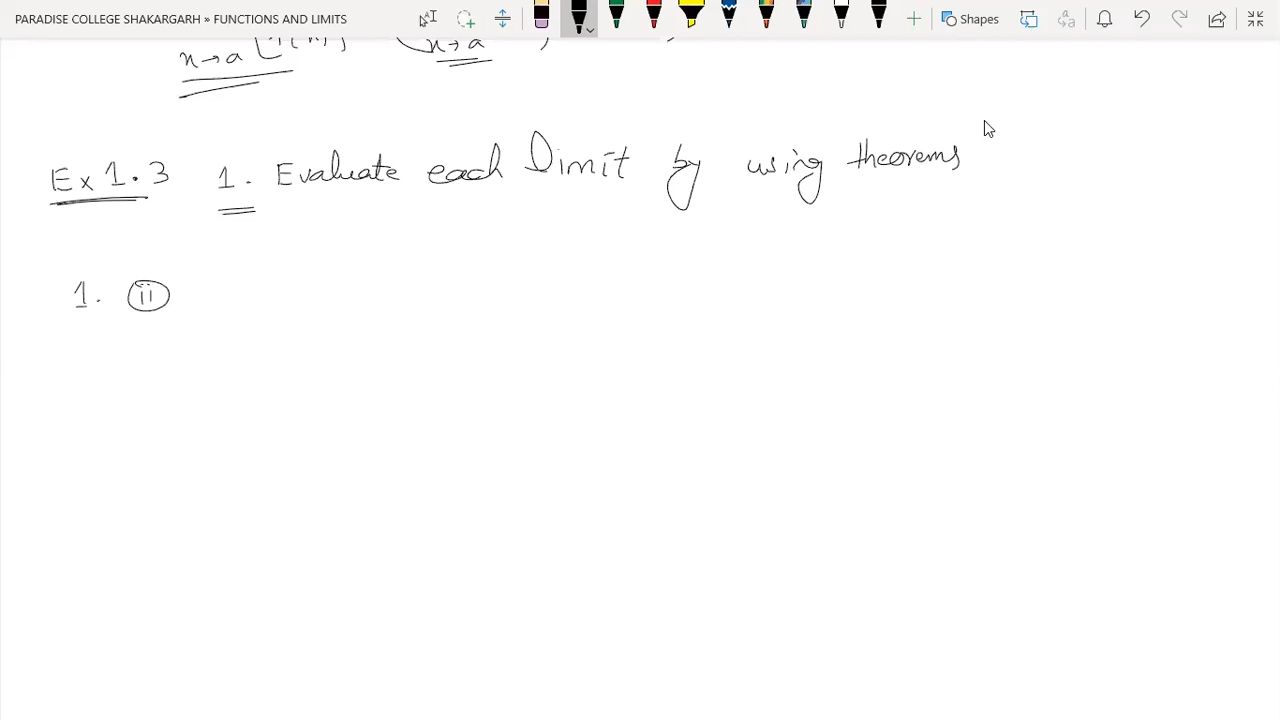 PARADISE COLLEGE SHAKARGARH » FUNCTIONS AND LIMITS
Shapes
x→a x→a
Ex 1.3 1. Evaluate each limit by using theorems
1. ii